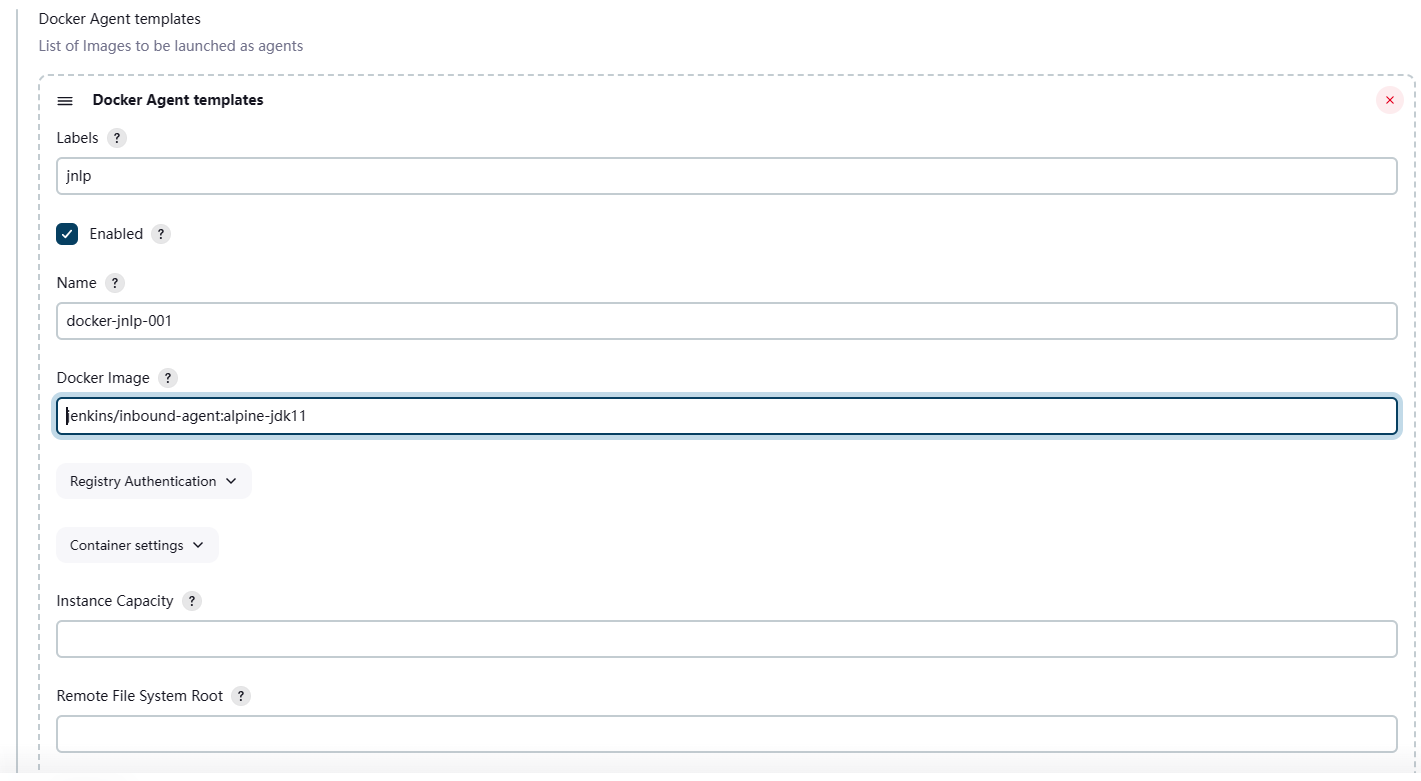 Docker Agent templates
List of Images to be launched as agents
Docker Agent templates
Labels ?
jnlp
Enabled ?
Name ?
docker-jnlp-001
Docker Image ?
jenkins/inbound-agent:alpine-jdk11
Registry Authentication
Container settings
Instance Capacity ?
Remote File System Root ?